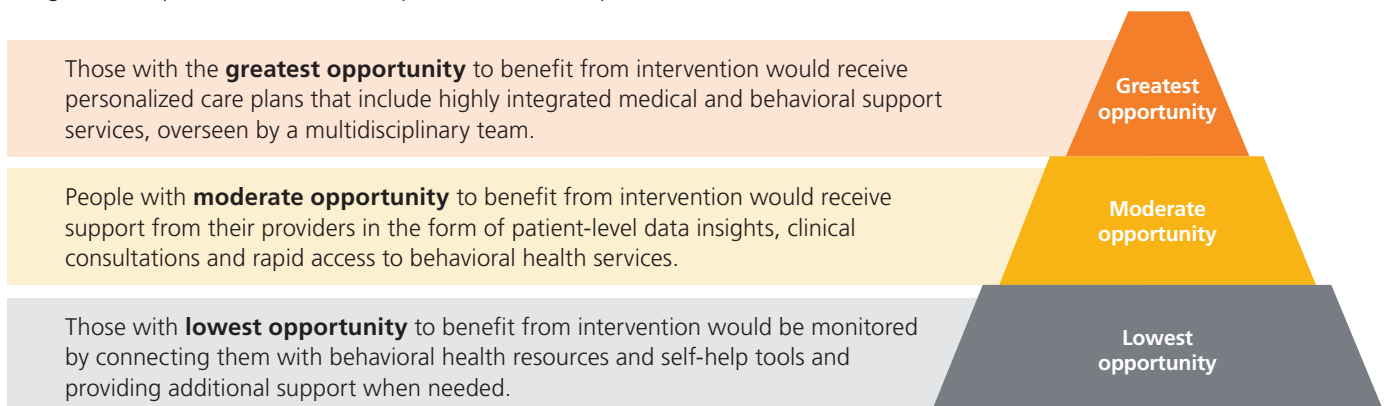 Those with the greatest opportunity to benefit from intervention would receive
personalized care plans that include highly integrated medical and behavioral support
services, overseen by a multidisciplinary team.
Greatest
opportunity
People with moderate opportunity to benefit from intervention would receive
support from their providers in the form of patient-level data insights, clinical
consultations and rapid access to behavioral health services.
Moderate
opportunity
Those with lowest opportunity to benefit from intervention would be monitored
by connecting them with behavioral health resources and self-help tools and
providing additional support when needed.
Lowest
opportunity